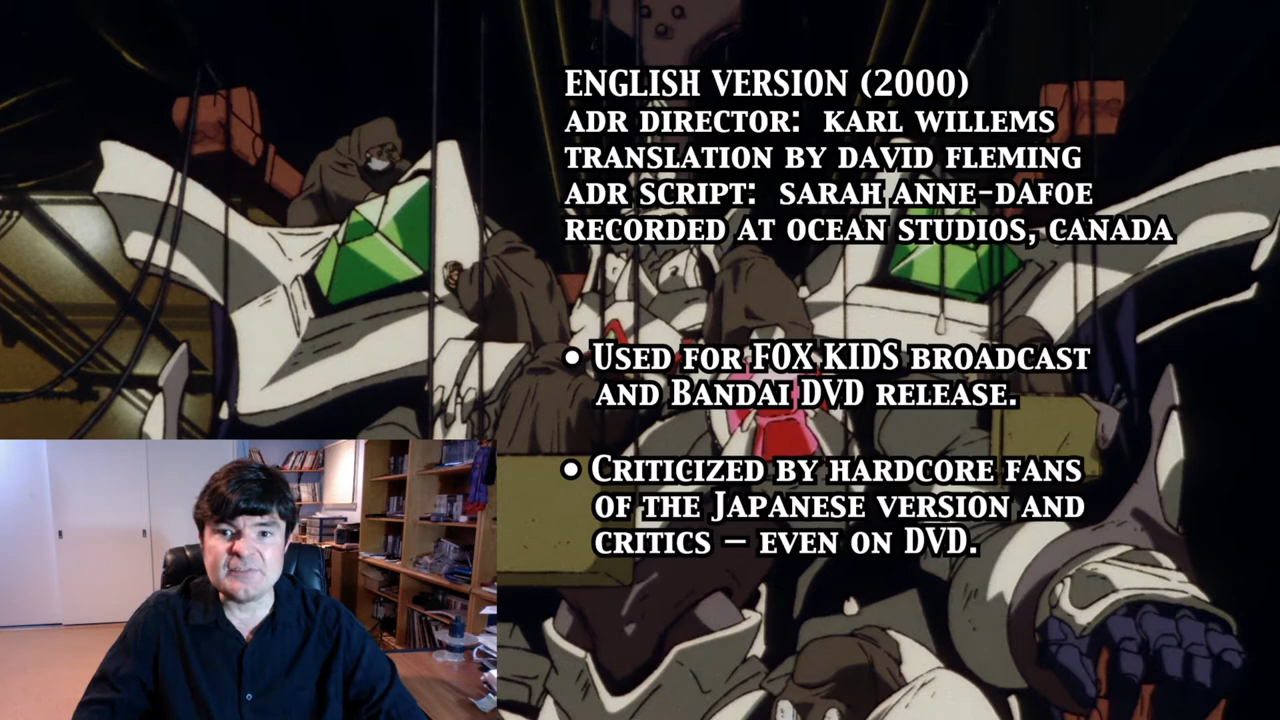 ENGLISH VERSION (2000)
ADR DIRECTOR: KARL WILLEMS
TRANSLATION BY DAVID FLEMING
ADR SCRIPT: SARAH ANNE-DAFOE
RECORDED AT OCEAN STUDIOS, CANADA
• USED FOR FOX KIDS BROADCAST
AND BANDAI DVD RELEASE.
• CRITICIZED BY HARDCORE FANS
OF THE JAPANESE VERSION AND
CRITICS – EVEN ON DVD.